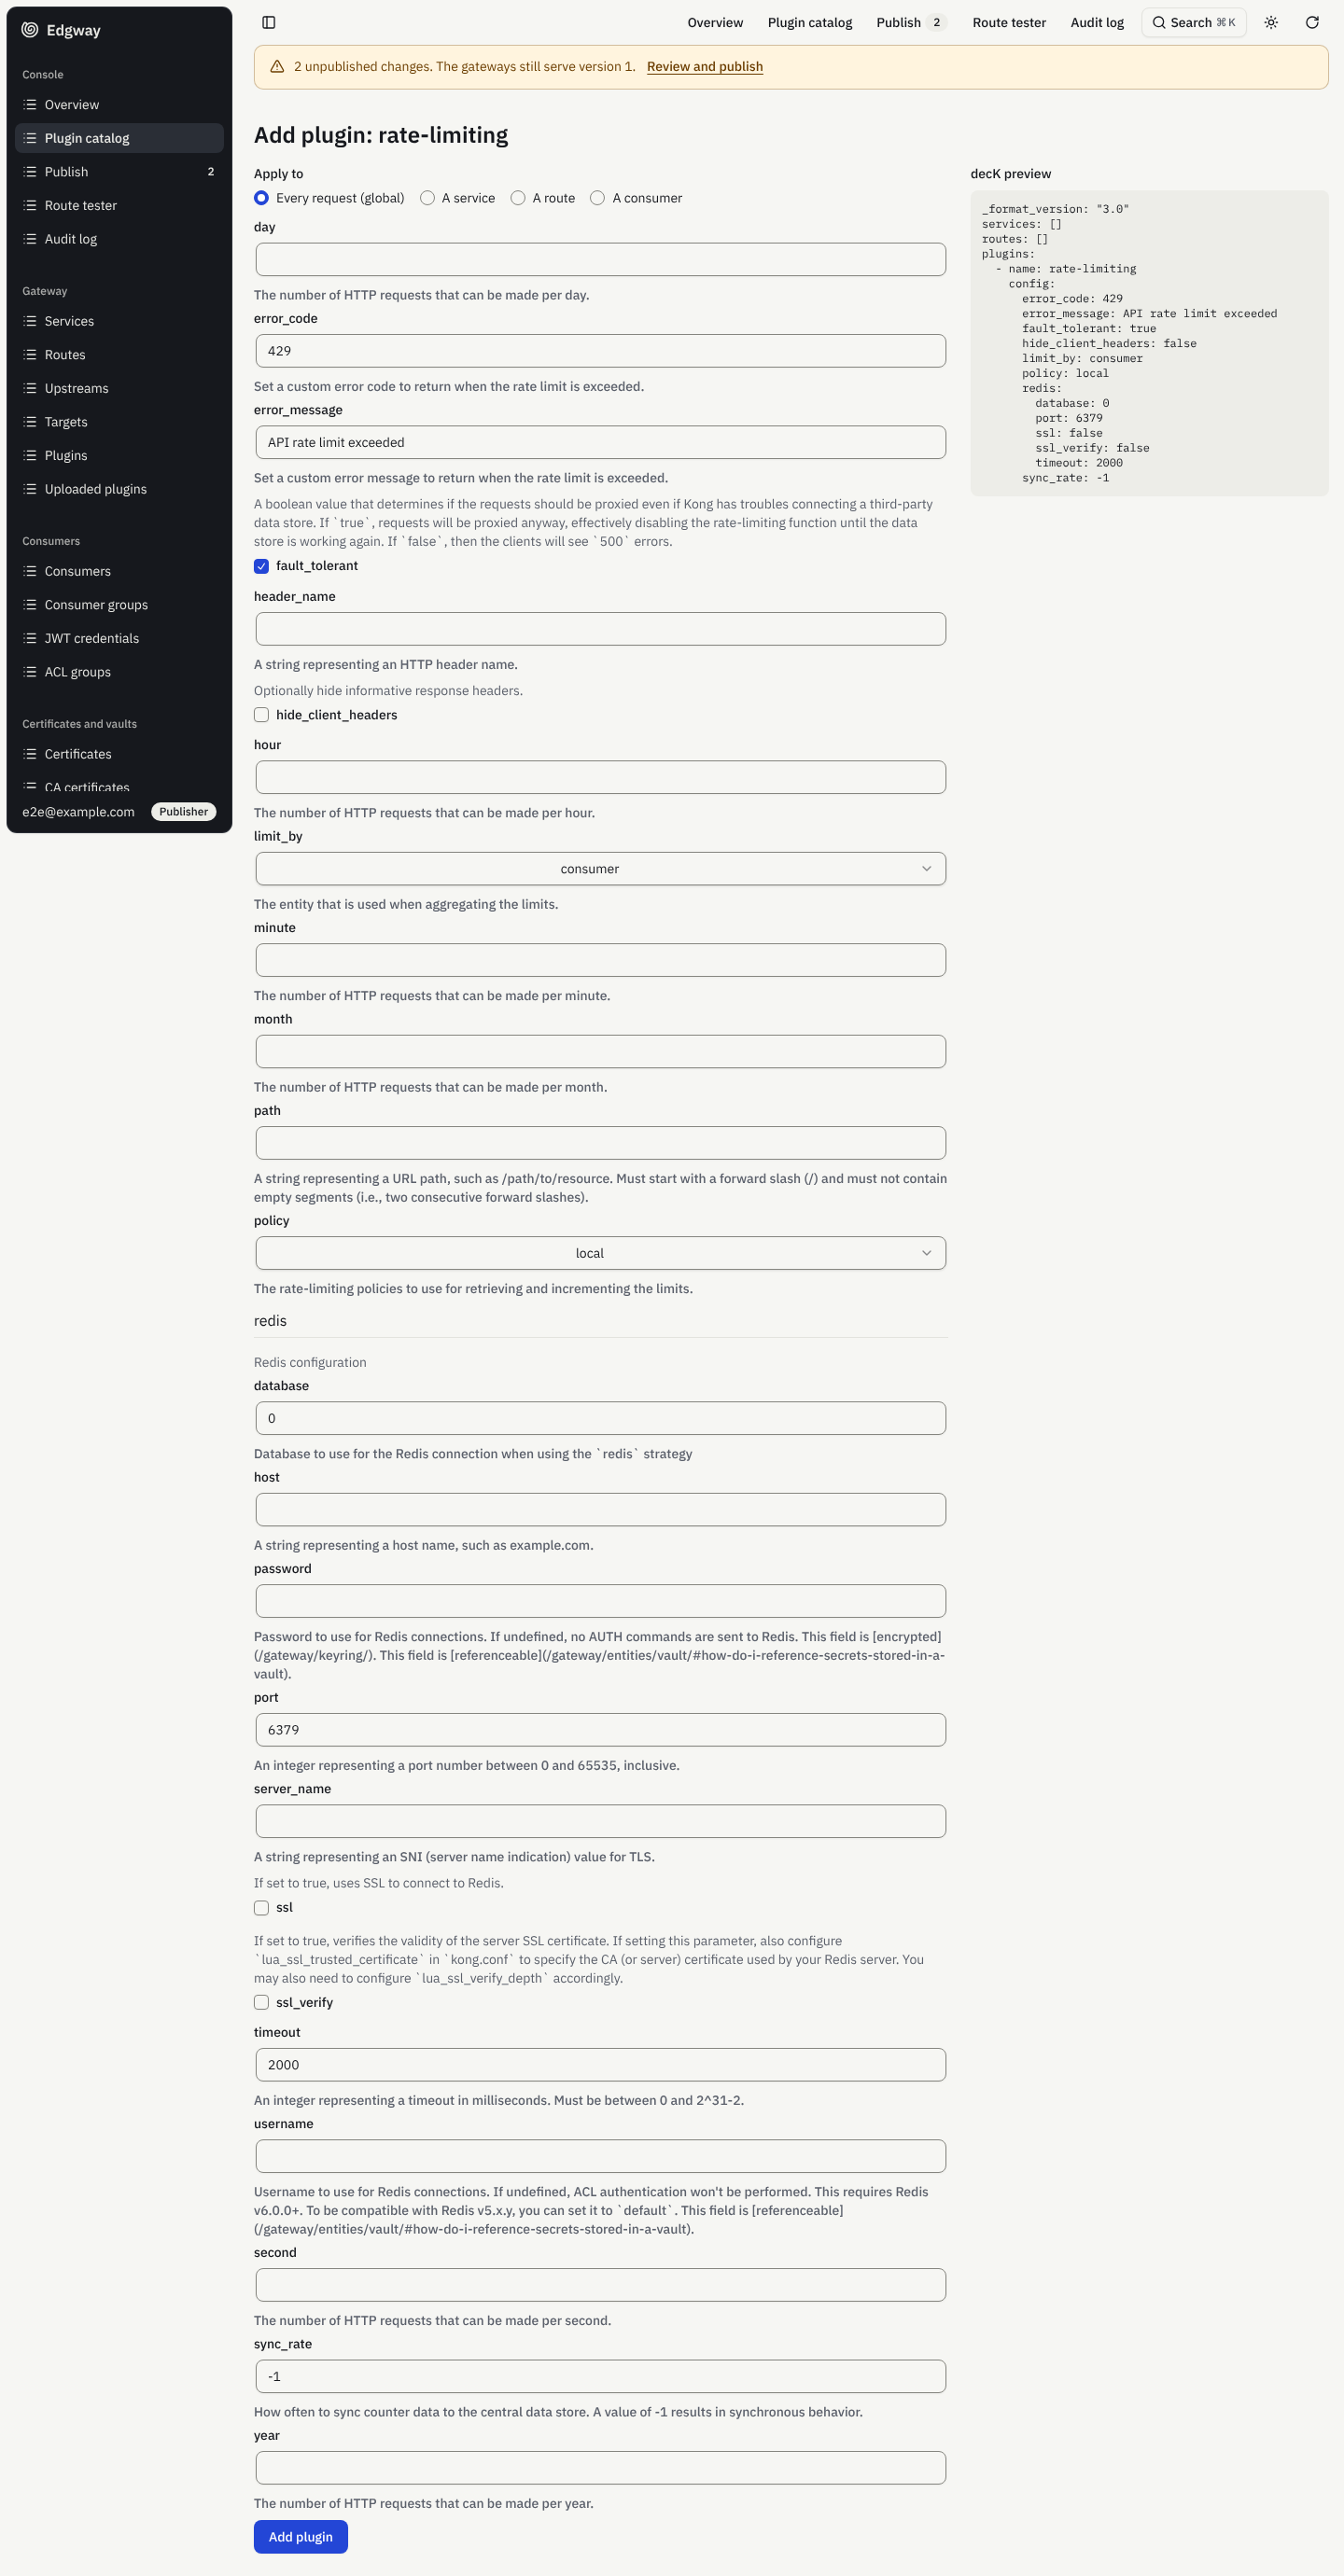 Edgway
Console
Overview
Plugin catalog
Publish 2
Route tester
Audit log
Gateway
Services
Routes
Upstreams
Targets
Plugins
Uploaded plugins
Consumers
Consumers
Consumer groups
JWT credentials
ACL groups
Certificates and vaults
Certificates
CA certificates
e2e@example.com Publisher
Overview Plugin catalog Publish 2 Route tester Audit log Search ⌘K
2 unpublished changes. The gateways still serve version 1. Review and publish
Add plugin: rate-limiting
Apply to
Every request (global) A service A route A consumer
day
The number of HTTP requests that can be made per day.
error_code
429
Set a custom error code to return when the rate limit is exceeded.
error_message
API rate limit exceeded
Set a custom error message to return when the rate limit is exceeded.
A boolean value that determines if the requests should be proxied even if Kong has troubles connecting a third-party
data store. If `true`, requests will be proxied anyway, effectively disabling the rate-limiting function until the data
store is working again. If `false`, then the clients will see `500` errors.
fault_tolerant
header_name
A string representing an HTTP header name.
Optionally hide informative response headers.
hide_client_headers
hour
The number of HTTP requests that can be made per hour.
limit_by
consumer
The entity that is used when aggregating the limits.
minute
The number of HTTP requests that can be made per minute.
month
The number of HTTP requests that can be made per month.
path
A string representing a URL path, such as /path/to/resource. Must start with a forward slash (/) and must not contain
empty segments (i.e., two consecutive forward slashes).
policy
local
The rate-limiting policies to use for retrieving and incrementing the limits.
redis
Redis configuration
database
0
Database to use for the Redis connection when using the `redis` strategy
host
A string representing a host name, such as example.com.
password
Password to use for Redis connections. If undefined, no AUTH commands are sent to Redis. This field is [encrypted]
(/gateway/keyring/). This field is [referenceable](/gateway/entities/vault/#how-do-i-reference-secrets-stored-in-a-
vault).
port
6379
An integer representing a port number between 0 and 65535, inclusive.
server_name
A string representing an SNI (server name indication) value for TLS.
If set to true, uses SSL to connect to Redis.
ssl
If set to true, verifies the validity of the server SSL certificate. If setting this parameter, also configure
`lua_ssl_trusted_certificate` in `kong.conf` to specify the CA (or server) certificate used by your Redis server. You
may also need to configure `lua_ssl_verify_depth` accordingly.
ssl_verify
timeout
2000
An integer representing a timeout in milliseconds. Must be between 0 and 2^31-2.
username
Username to use for Redis connections. If undefined, ACL authentication won't be performed. This requires Redis
v6.0.0+. To be compatible with Redis v5.x.y, you can set it to `default`. This field is [referenceable]
(/gateway/entities/vault/#how-do-i-reference-secrets-stored-in-a-vault).
second
The number of HTTP requests that can be made per second.
sync_rate
-1
How often to sync counter data to the central data store. A value of -1 results in synchronous behavior.
year
The number of HTTP requests that can be made per year.
Add plugin
decK preview
_format_version: "3.0"
services: []
routes: []
plugins:
  - name: rate-limiting
    config:
      error_code: 429
      error_message: API rate limit exceeded
      fault_tolerant: true
      hide_client_headers: false
      limit_by: consumer
      policy: local
      redis:
        database: 0
        port: 6379
        ssl: false
        ssl_verify: false
        timeout: 2000
      sync_rate: -1